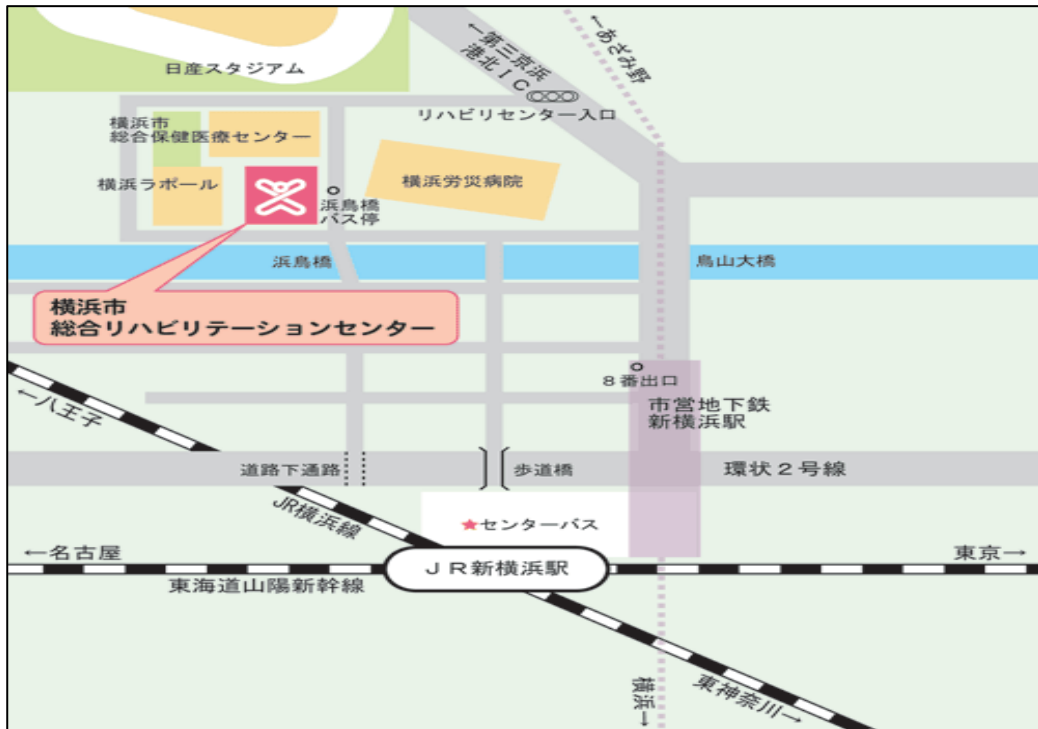 ←あざみ野
←第三京浜
港北IC
日産スタジアム
リハビリセンター入口
横浜市
総合保健医療センター
横浜ラポール
横浜労災病院
浜鳥橋
バス停
浜鳥橋
鳥山大橋
横浜市
総合リハビリテーションセンター
8番出口
市営地下鉄
新横浜駅
←八王子
道路下通路
歩道橋
環状2号線
JR横浜線
★センターバス
←名古屋
東京→
JR新横浜駅
東海道山陽新幹線
横浜→
東神奈川→